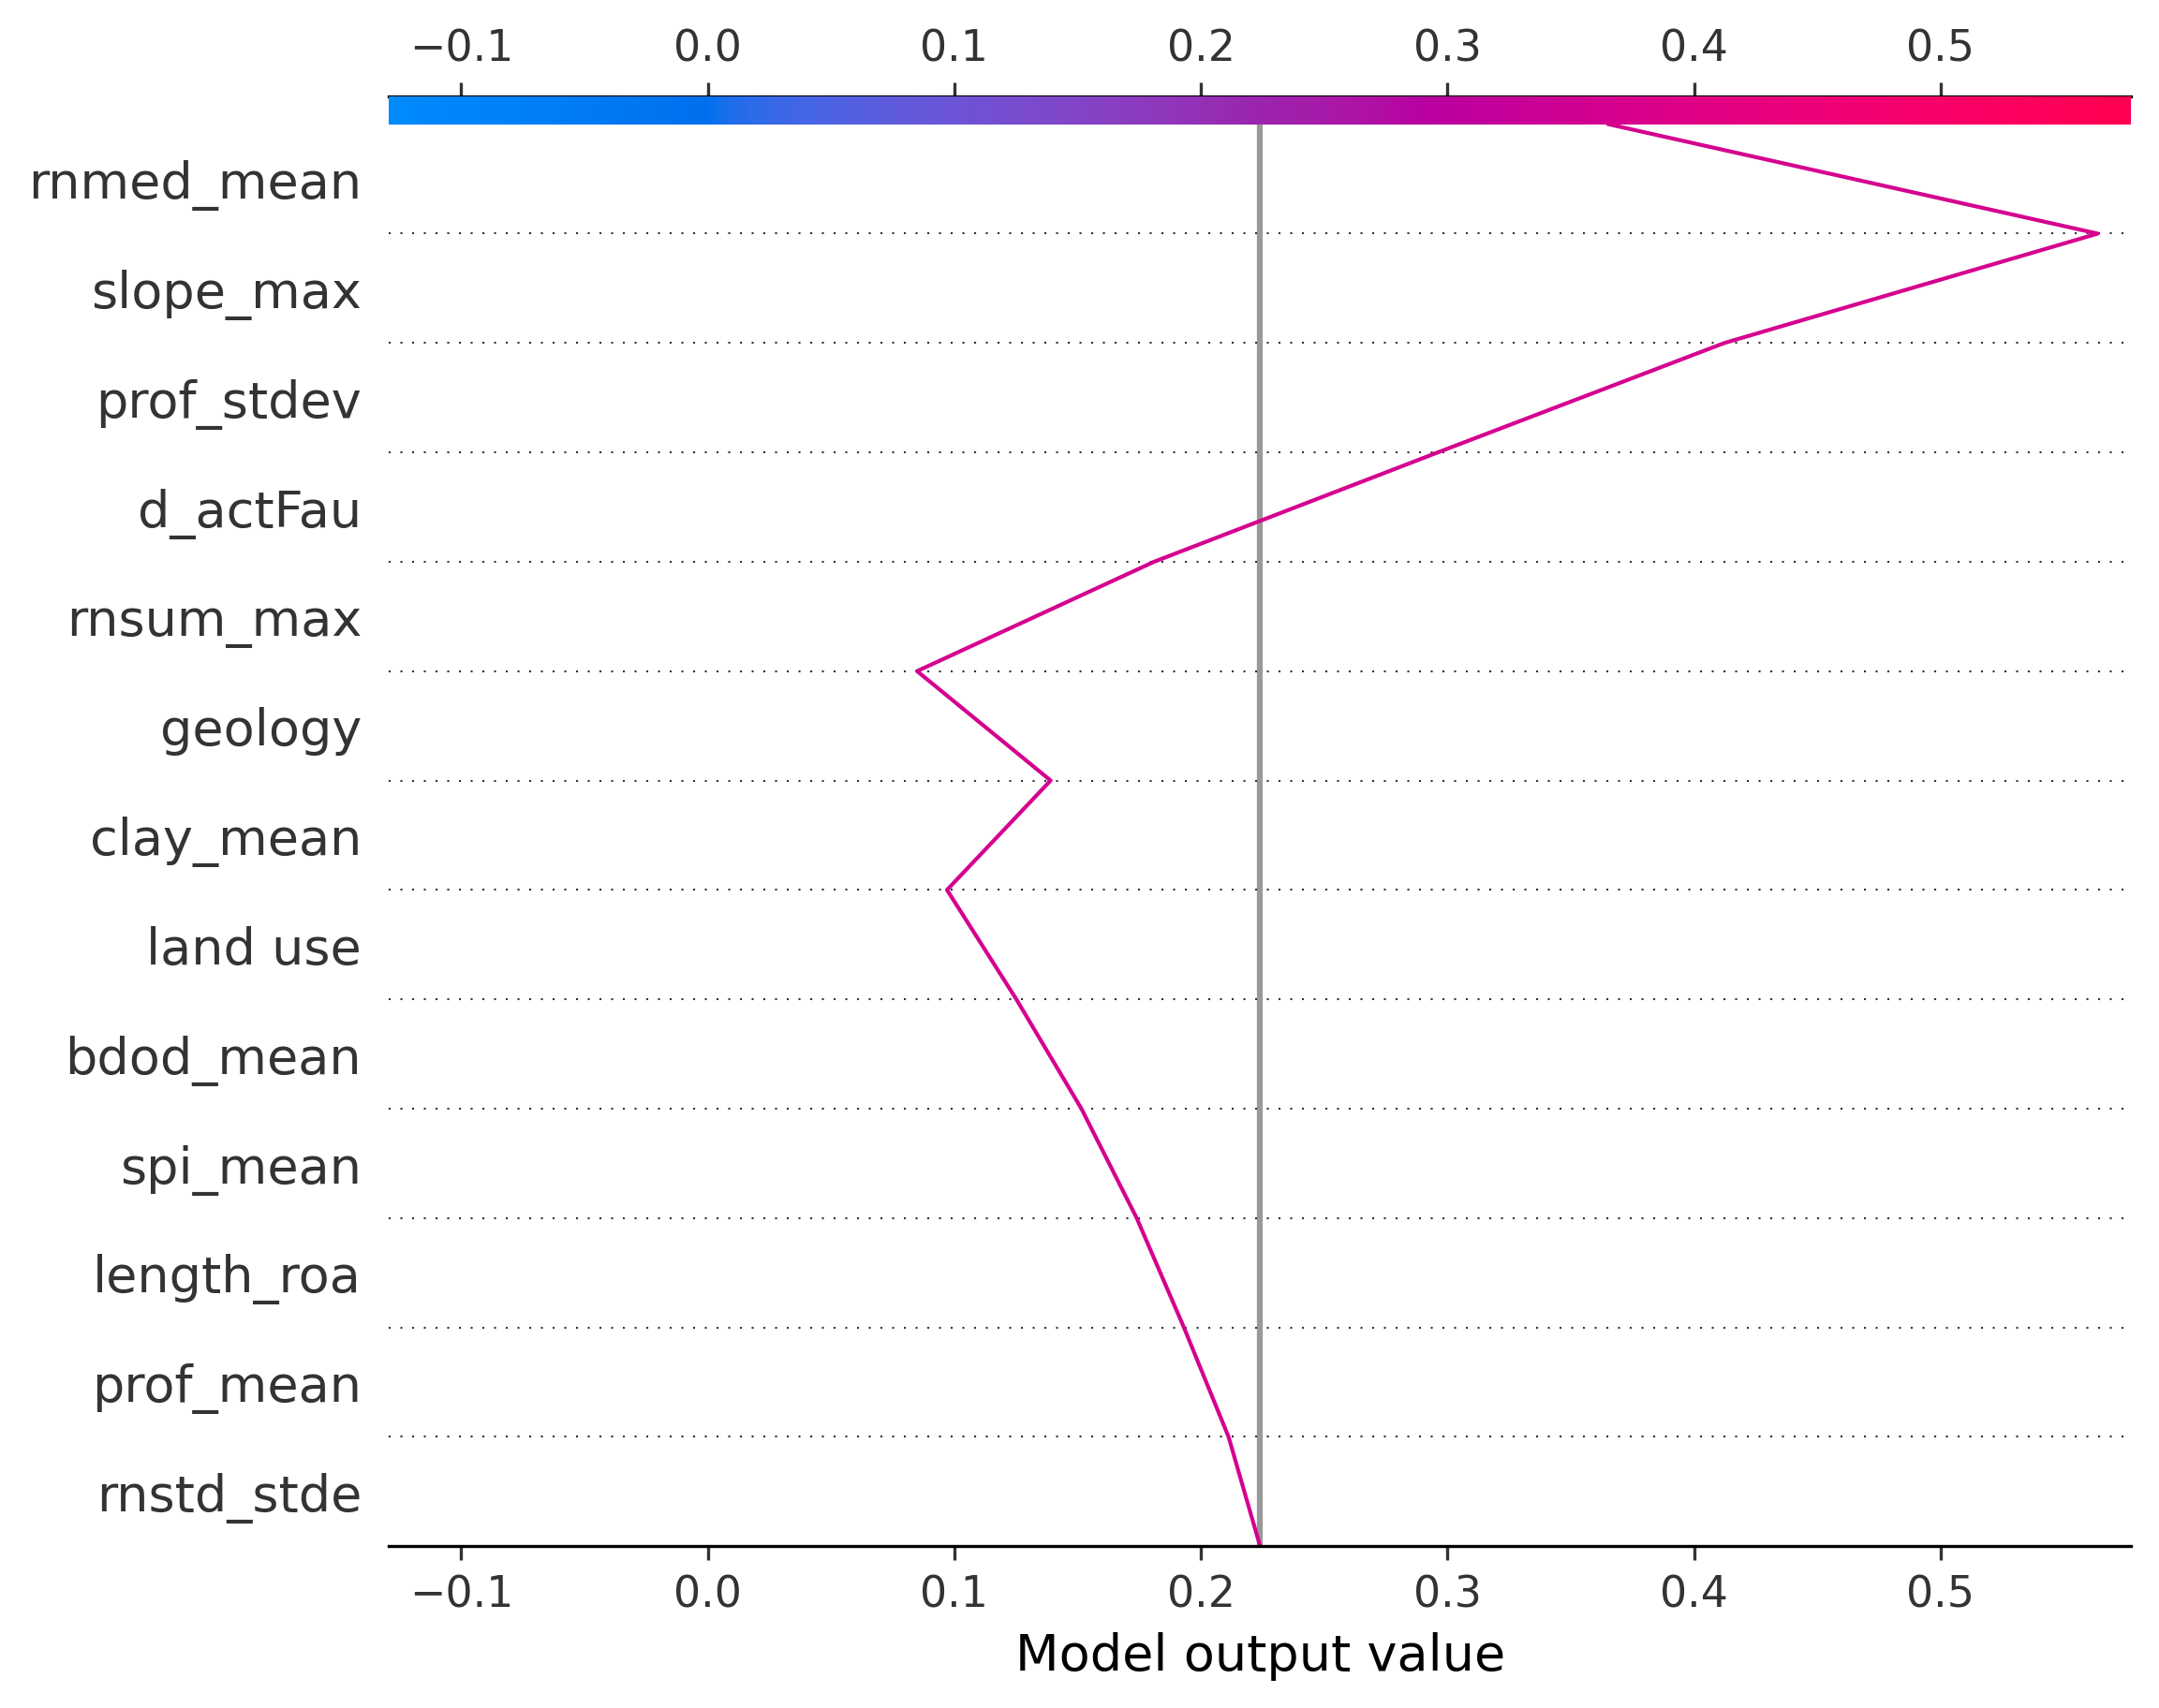 −0.1 0.0 0.1 0.2 0.3 0.4 0.5
rnmed_mean
slope_max
prof_stdev
d_actFau
rnsum_max
geology
clay_mean
land use
bdod_mean
spi_mean
length_roa
prof_mean
rnstd_stde
−0.1 0.0 0.1 0.2 0.3 0.4 0.5
Model output value